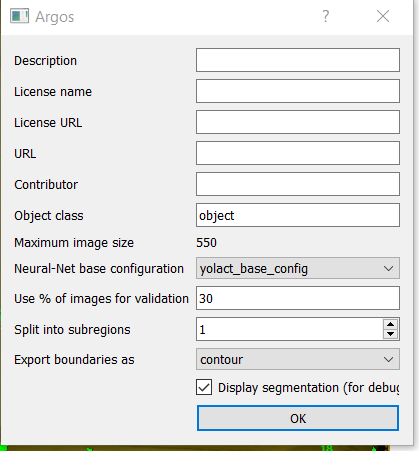 Argos
Description
License name
License URL
URL
Contributor
Object class object
Maximum image size 550
Neural-Net base configuration yolact_base_config
Use % of images for validation 30
Split into subregions 1
Export boundaries as contour
Display segmentation (for debug
OK
18